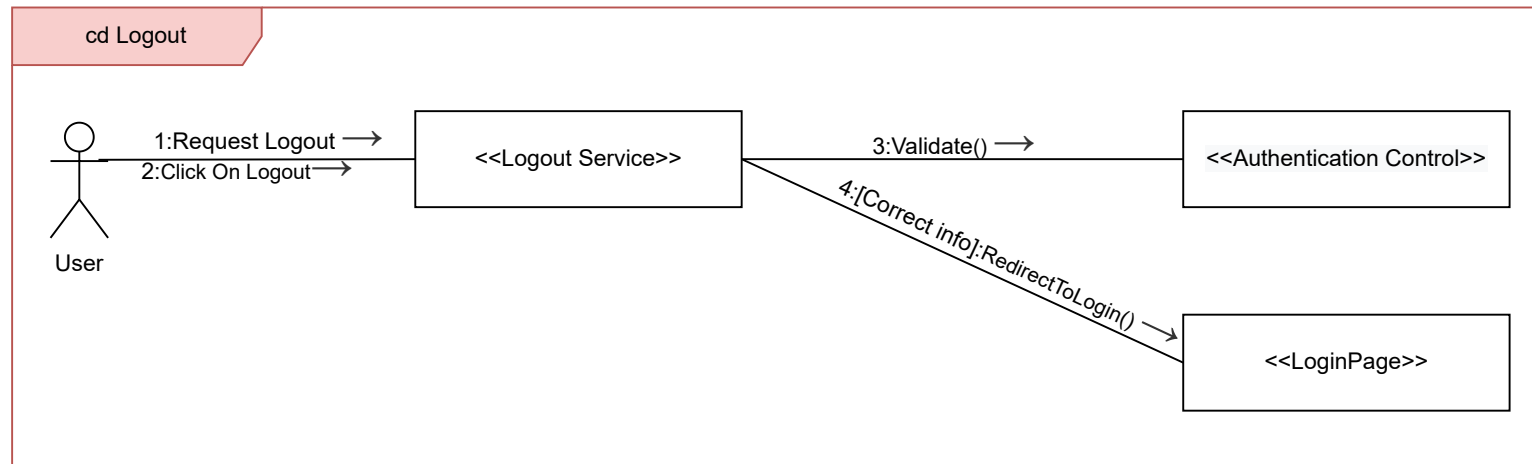 cd Logout
1:Request Logout
2:Click On Logout
User
<<Logout Service>>
3:Validate()
<<Authentication Control>>
4:[Correct info]:RedirectToLogin()
<<LoginPage>>